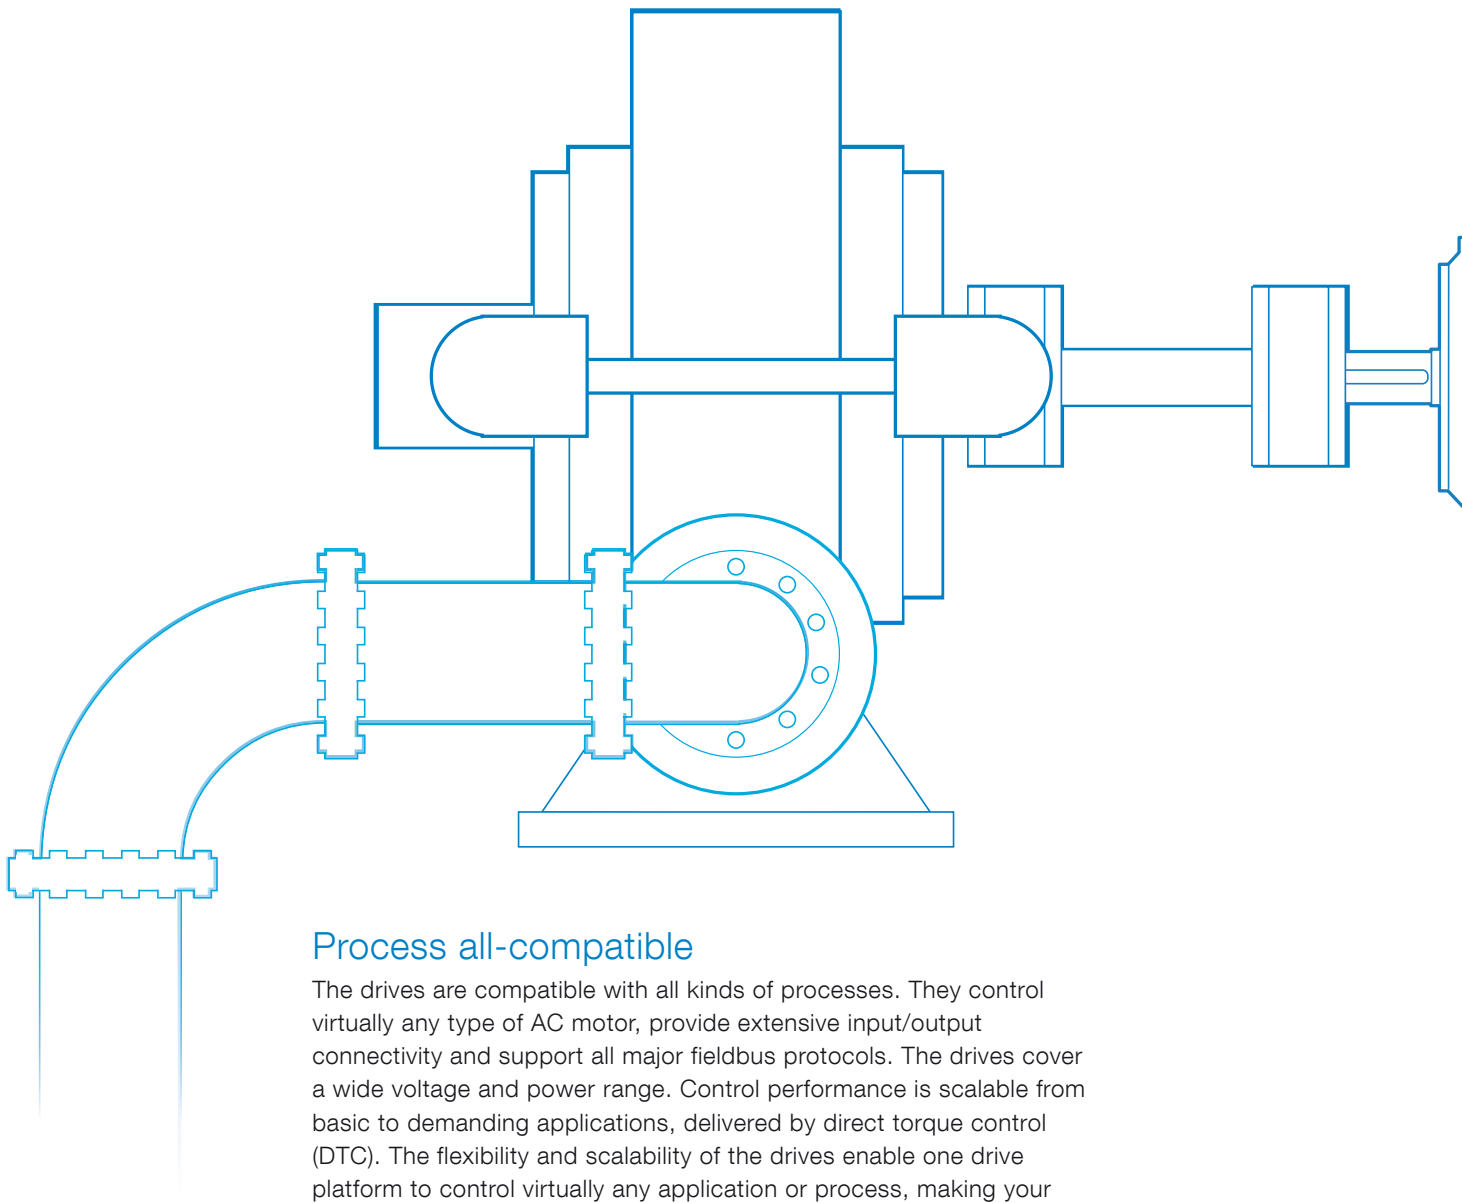 Process all-compatible
The drives are compatible with all kinds of processes. They control
virtually any type of AC motor, provide extensive input/output
connectivity and support all major fieldbus protocols. The drives cover
a wide voltage and power range. Control performance is scalable from
basic to demanding applications, delivered by direct torque control
(DTC). The flexibility and scalability of the drives enable one drive
platform to control virtually any application or process, making your